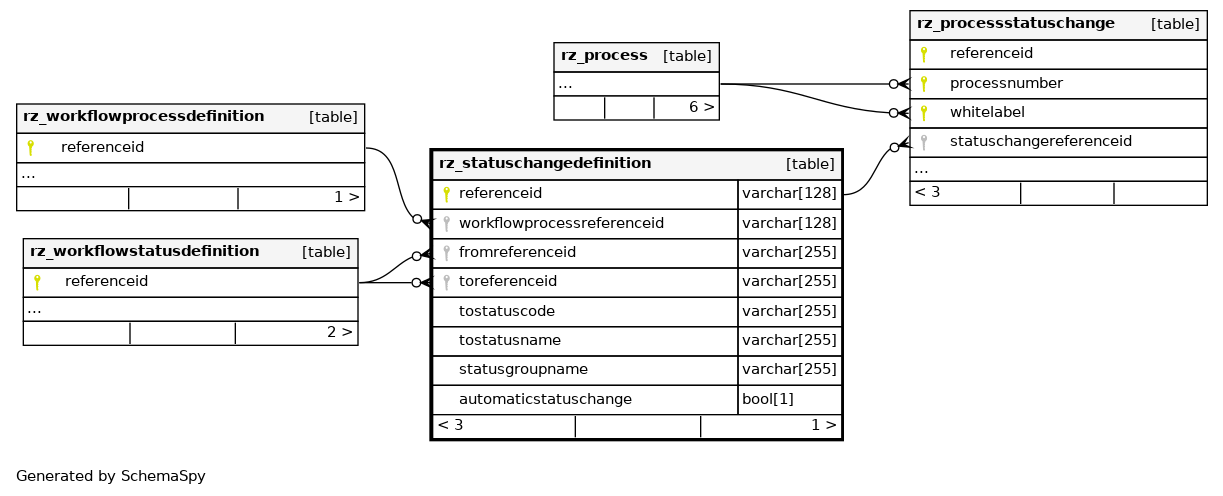 rz_processstatuschange [table]
referenceid
processnumber
whitelabel
statuschangereferenceid
...
< 3
rz_process [table]
...
6 >
rz_workflowprocessdefinition [table]
referenceid
...
1 >
rz_statuschangedefinition [table]
referenceid varchar[128]
workflowprocessreferenceid varchar[128]
fromreferenceid varchar[255]
toreferenceid varchar[255]
tostatuscode varchar[255]
tostatusname varchar[255]
statusgroupname varchar[255]
automaticstatuschange bool[1]
< 3 1 >
rz_workflowstatusdefinition [table]
referenceid
...
2 >
Generated by SchemaSpy